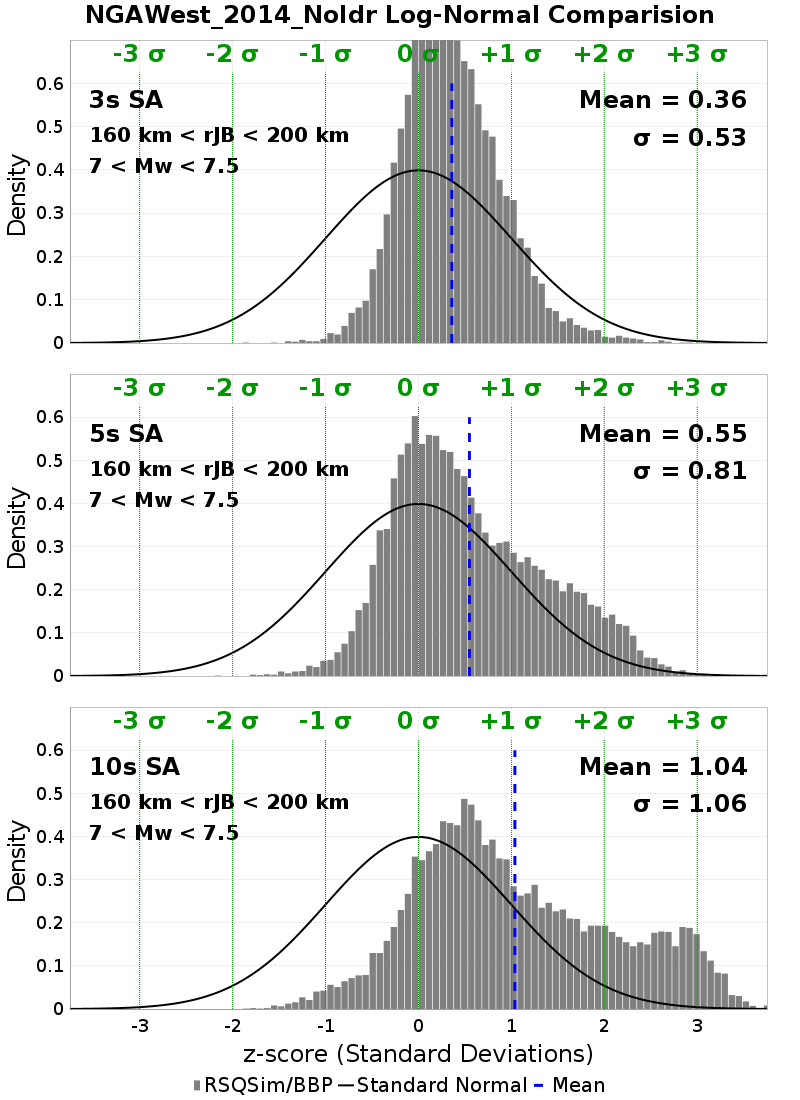 NGAWest_2014_NoIdr Log-Normal Comparision
-3 σ -2 σ -1 σ 0 σ +1 σ +2 σ +3 σ
0.6
3s SA Mean = 0.36
0.5
160 km < rJB < 200 km σ = 0.53
7 < Mw < 7.5
0.4
0.3
0.2
0.1
0
Density
-3 σ -2 σ -1 σ 0 σ +1 σ +2 σ +3 σ
0.6
5s SA Mean = 0.55
0.5
160 km < rJB < 200 km σ = 0.81
7 < Mw < 7.5
0.4
0.3
0.2
0.1
0
Density
-3 σ -2 σ -1 σ 0 σ +1 σ +2 σ +3 σ
0.6
10s SA Mean = 1.04
0.5
160 km < rJB < 200 km σ = 1.06
7 < Mw < 7.5
0.4
0.3
0.2
0.1
0
Density
-3 -2 -1 0 1 2 3
z-score (Standard Deviations)
RSQSim/BBP Standard Normal Mean